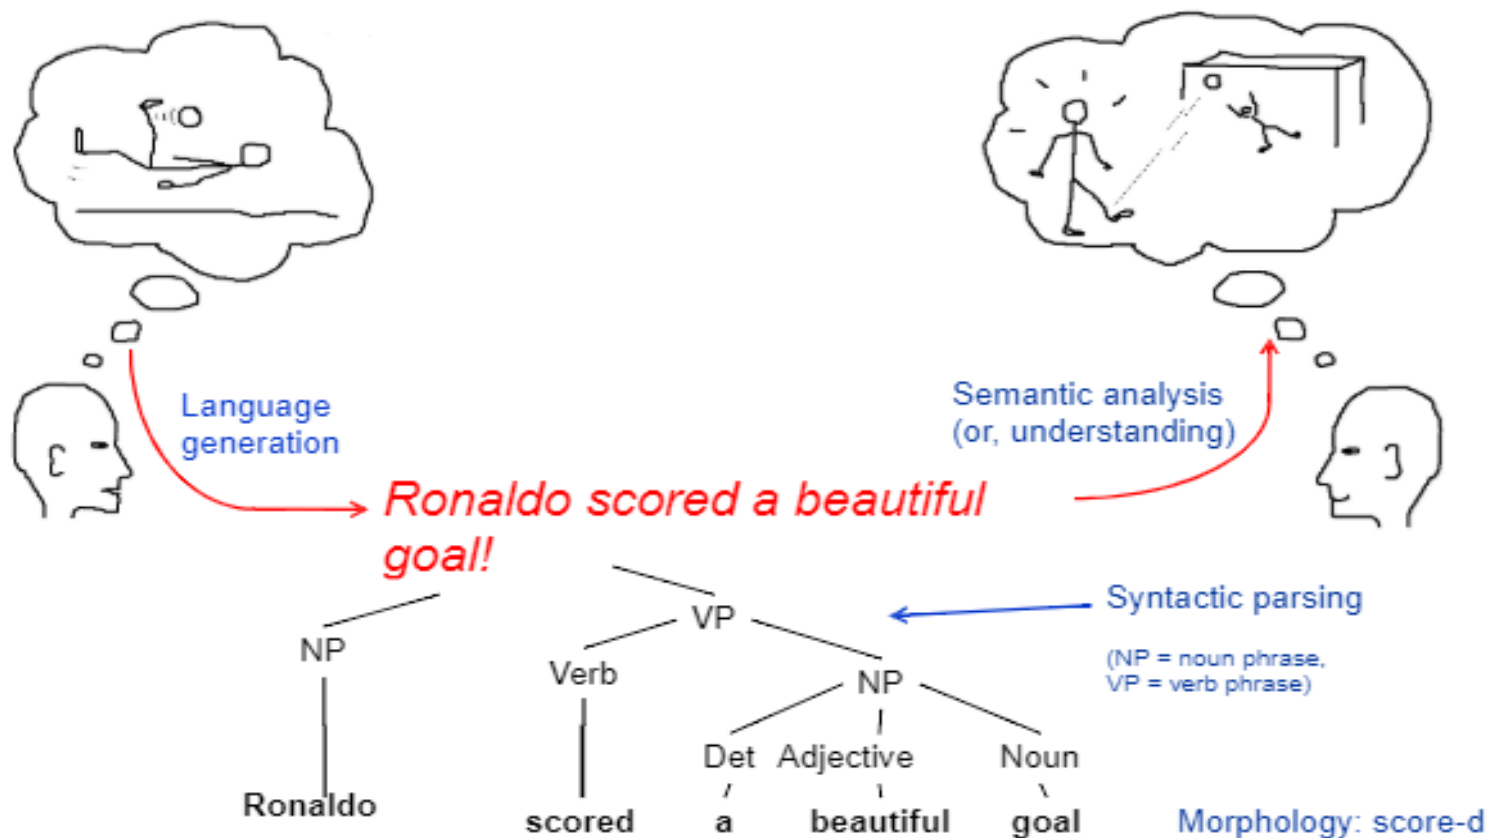 Language
generation
Semantic analysis
(or, understanding)
Ronaldo scored a beautiful
goal!
Syntactic parsing
(NP = noun phrase,
VP = verb phrase)
VP
NP
Verb
NP
Det Adjective Noun
Ronaldo
scored a beautiful goal
Morphology: score-d